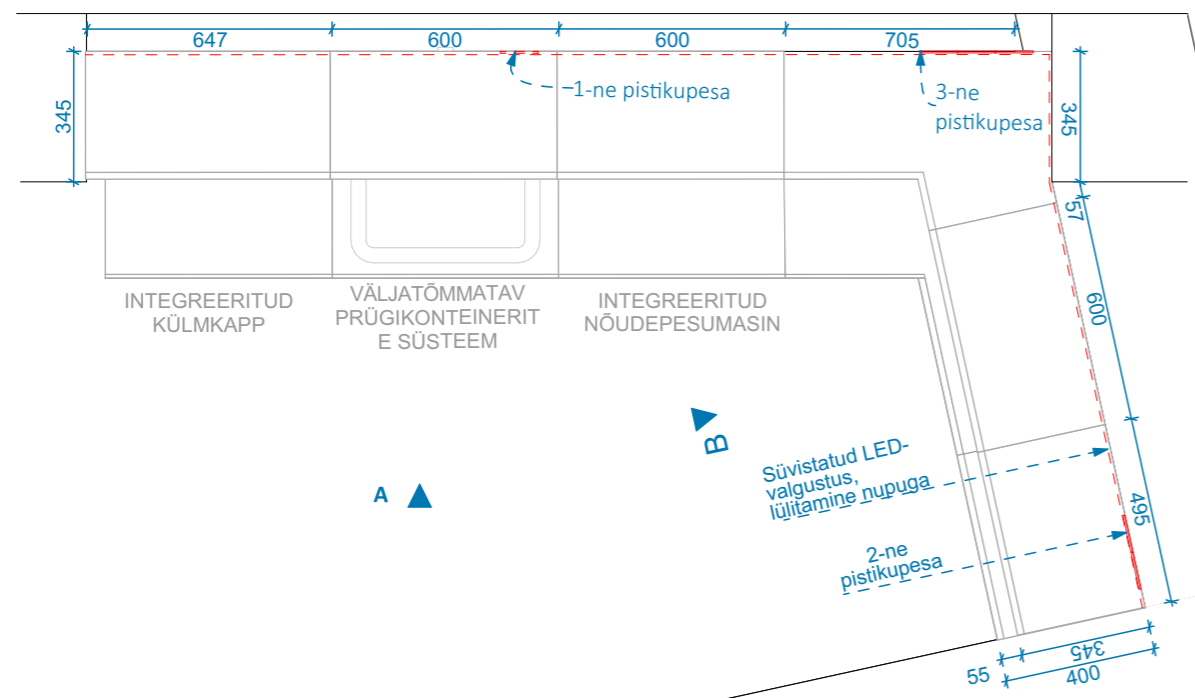 647
600
600
705
345
1-ne pistikupesa
3-ne
pistikupesa
345
57
600
495
INTEGREERITUD
KÜLMKAPP
VÄLJATÕMMATAV
PRÜGIKONTEINERIT
E SÜSTEEM
INTEGREERITUD
NÕUDEPESUMASIN
A
B
Süvistatud LED-
valgustus,
lülitamine nupuga
2-ne
pistikupesa
55
345
400